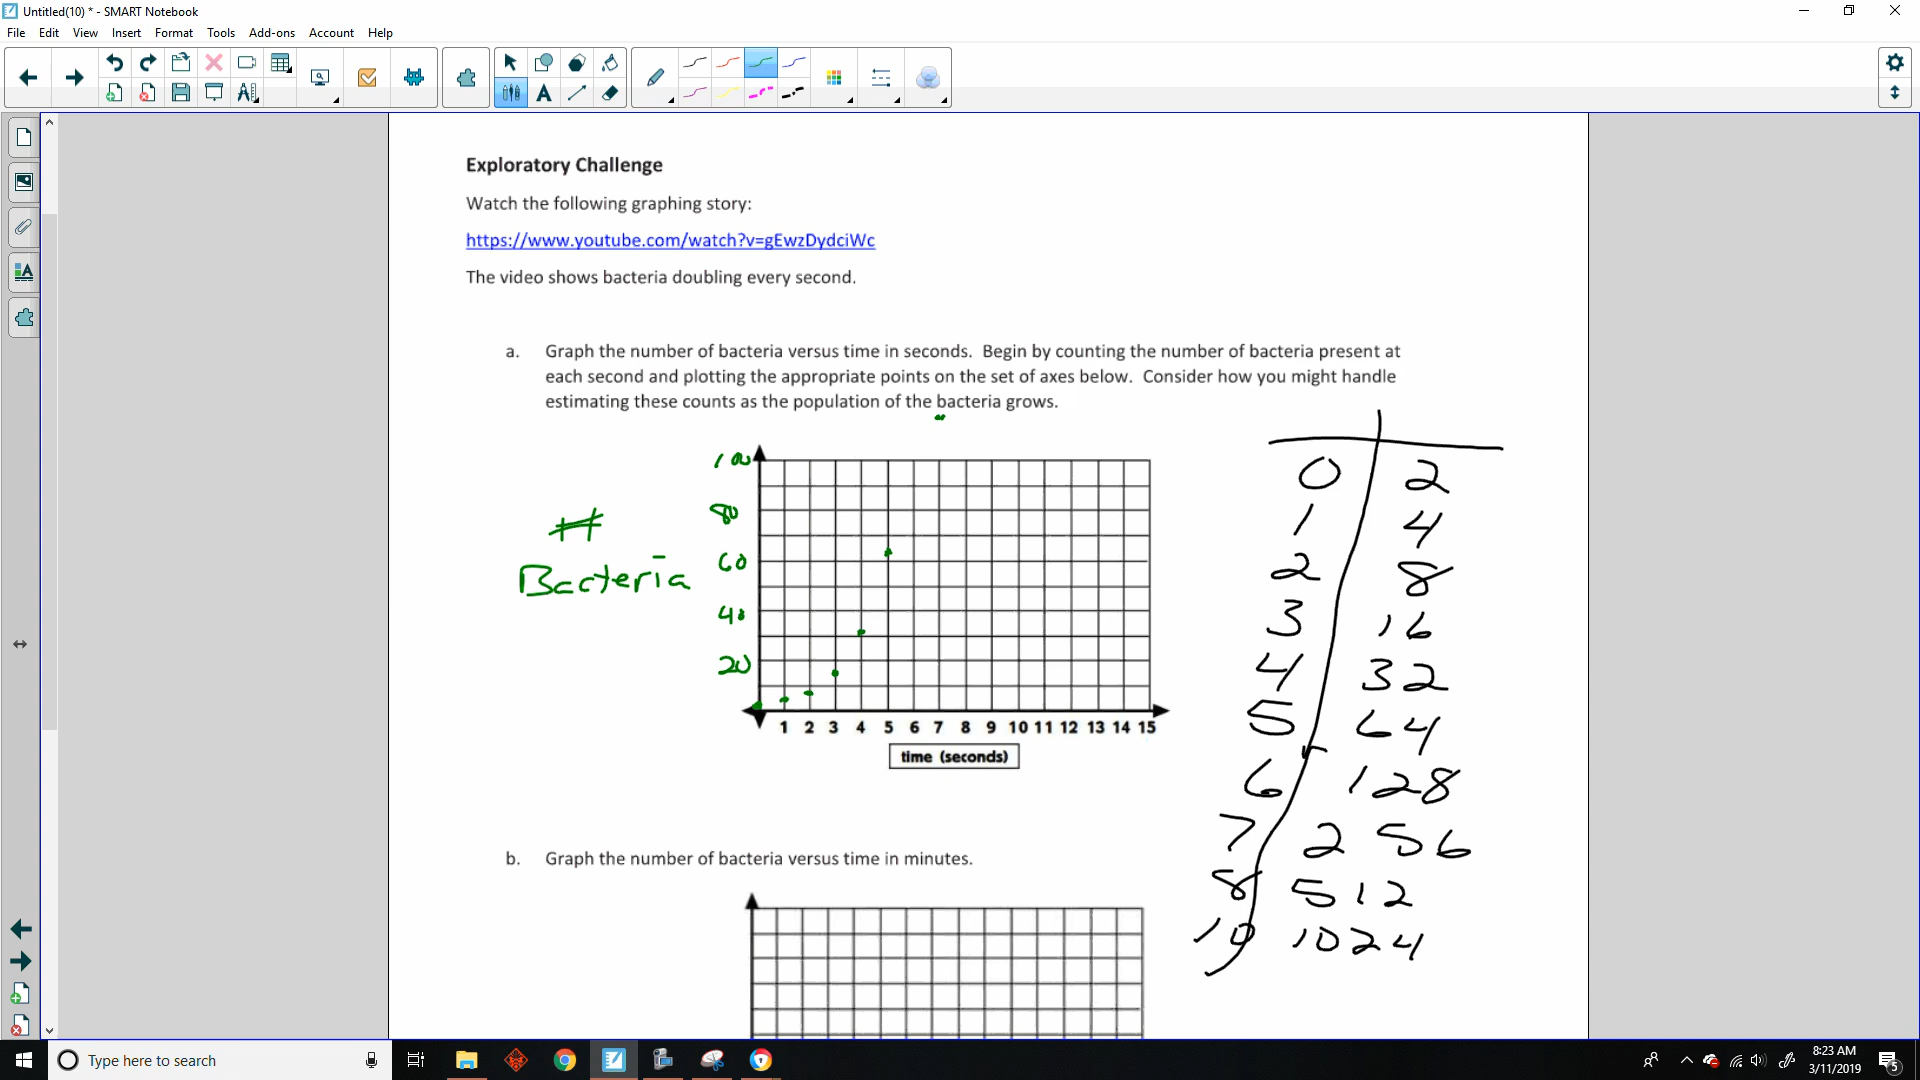 Untitled(10) * - SMART Notebook
File Edit View Insert Format Tools Add-ons Account Help
Exploratory Challenge
Watch the following graphing story:
https://www.youtube.com/watch?v=gEwzDydciWc
The video shows bacteria doubling every second.
a. Graph the number of bacteria versus time in seconds. Begin by counting the number of bacteria present at
each second and plotting the appropriate points on the set of axes below. Consider how you might handle
estimating these counts as the population of the bacteria grows.
#
Bacteria
100
80
60
40
20
1 2 3 4 5 6 7 8 9 10 11 12 13 14 15
time (seconds)
0 2
1 4
2 8
3 16
4 32
5 64
6 128
7 256
8 512
10 1024
b. Graph the number of bacteria versus time in minutes.
Type here to search
8:23 AM
3/11/2019
5